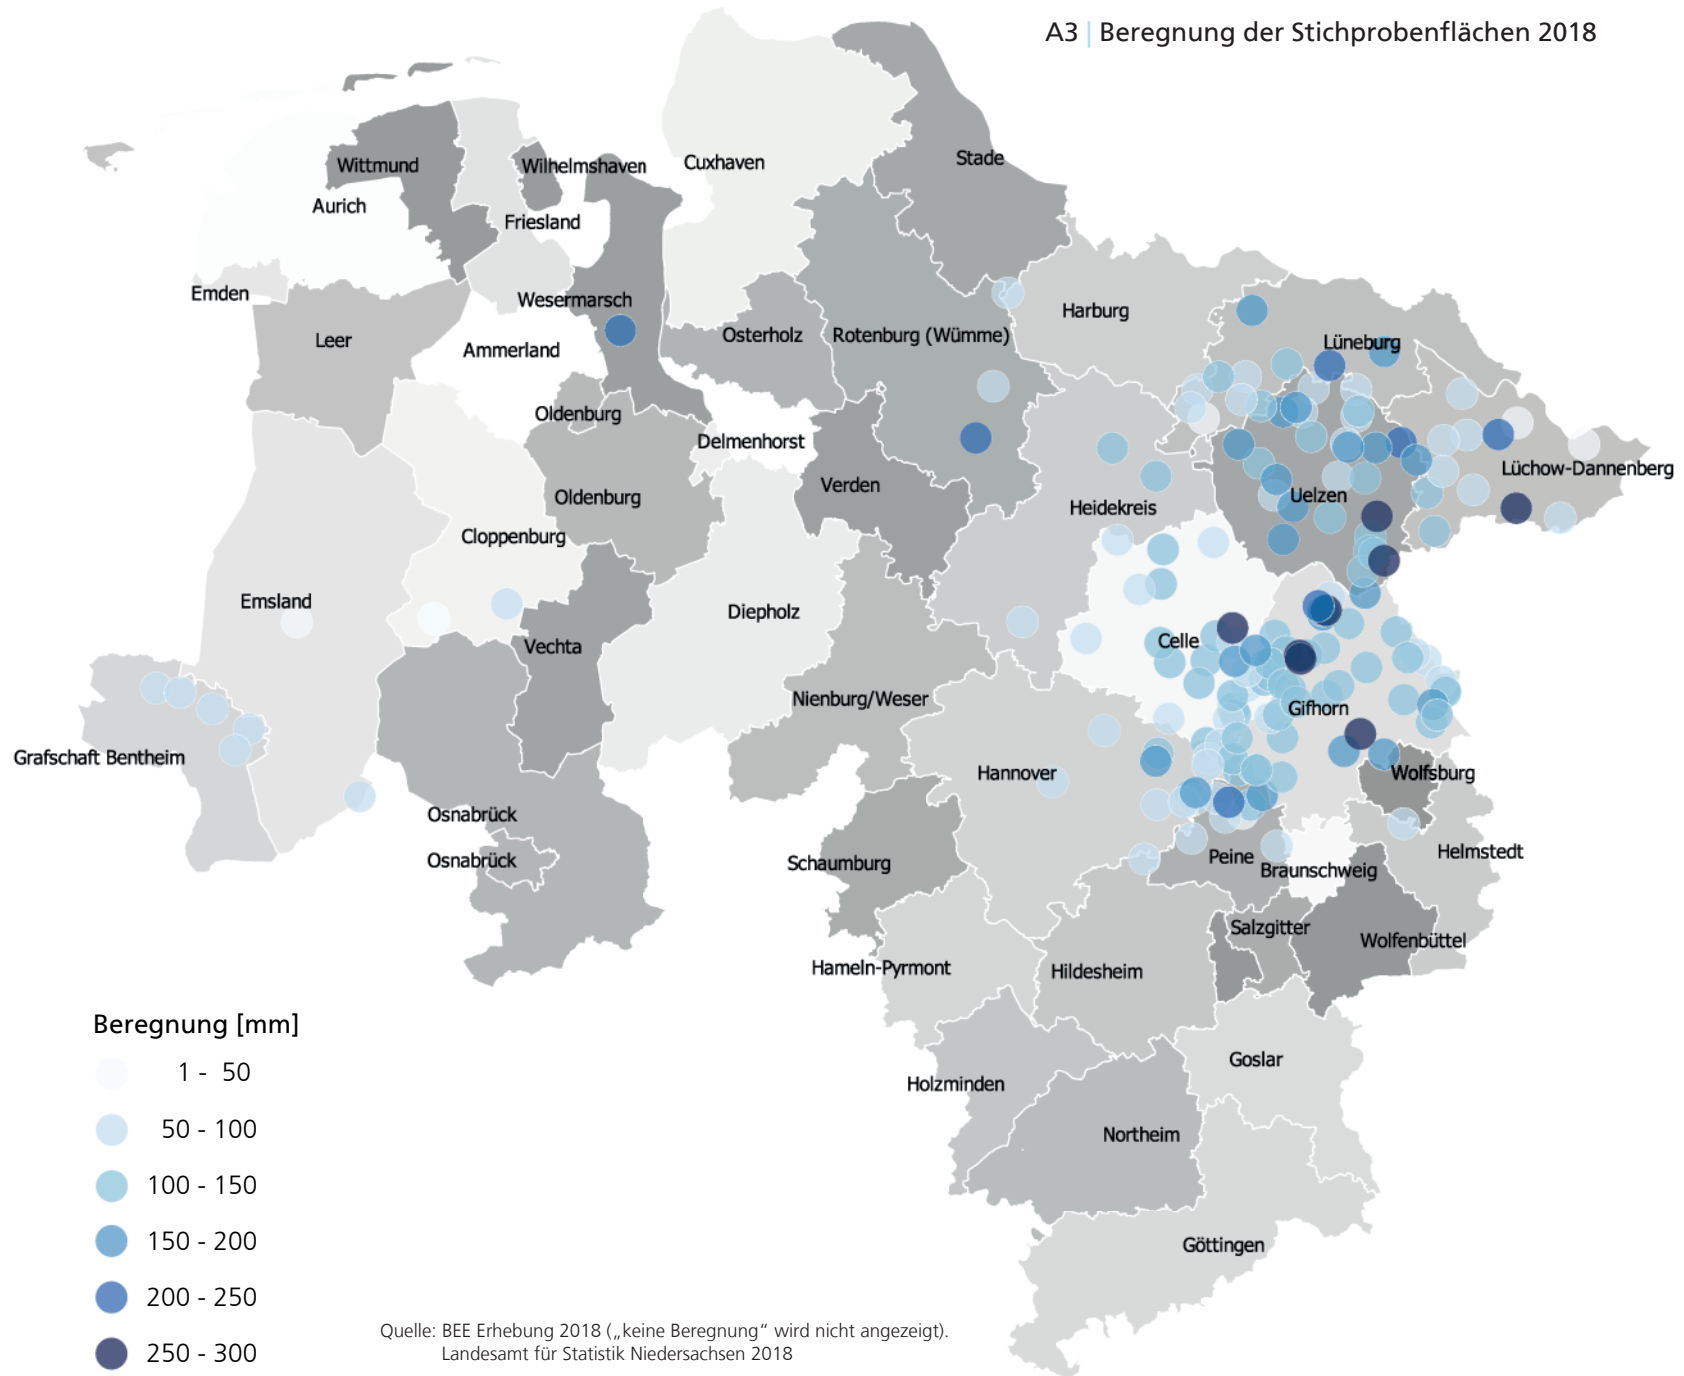 A3 | Beregnung der Stichprobenflächen 2018
Wittmund
Wilhelmshaven
Cuxhaven
Stade
Aurich
Friesland
Emden
Wesermarsch
Harburg
Leer
Ammerland
Osterholz
Rotenburg (Wümme)
Lüneburg
Oldenburg
Delmenhorst
Lüchow-Dannenberg
Oldenburg
Verden
Uelzen
Heidekreis
Cloppenburg
Emsland
Diepholz
Vechta
Celle
Nienburg/Weser
Gifhorn
Grafschaft Bentheim
Hannover
Wolfsburg
Osnabrück
Osnabrück
Schaumburg
Peine
Braunschweig
Helmstedt
Salzgitter
Wolfenbüttel
Hameln-Pyrmont
Hildesheim
Goslar
Holzminden
Northeim
Göttingen
Beregnung [mm]
1 - 50
50 - 100
100 - 150
150 - 200
200 - 250
250 - 300
Quelle: BEE Erhebung 2018 („keine Beregnung“ wird nicht angezeigt).
Landesamt für Statistik Niedersachsen 2018